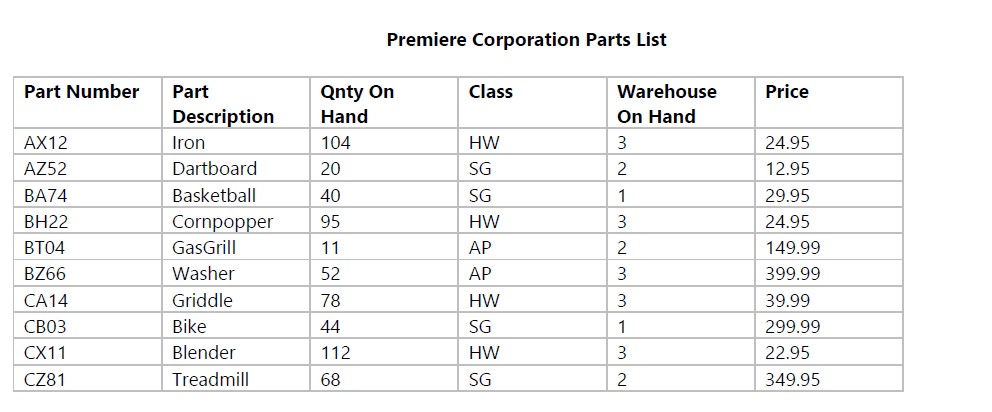 Premiere Corporation Parts List
Part Number Part Description Qnty On Hand Class Warehouse On Hand Price
AX12 Iron 104 HW 3 24.95
AZ52 Dartboard 20 SG 2 12.95
BA74 Basketball 40 SG 1 29.95
BH22 Cornpopper 95 HW 3 24.95
BT04 GasGrill 11 AP 2 149.99
BZ66 Washer 52 AP 3 399.99
CA14 Griddle 78 HW 3 39.99
CB03 Bike 44 SG 1 299.99
CX11 Blender 112 HW 3 22.95
CZ81 Treadmill 68 SG 2 349.95